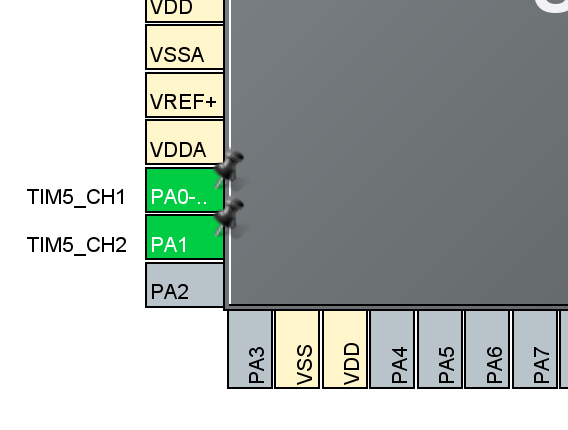 VDD
VSSA
VREF+
VDDA
TIM5_CH1 PA0-..
TIM5_CH2 PA1
PA2
PA3 VSS VDD PA4 PA5 PA6 PA7